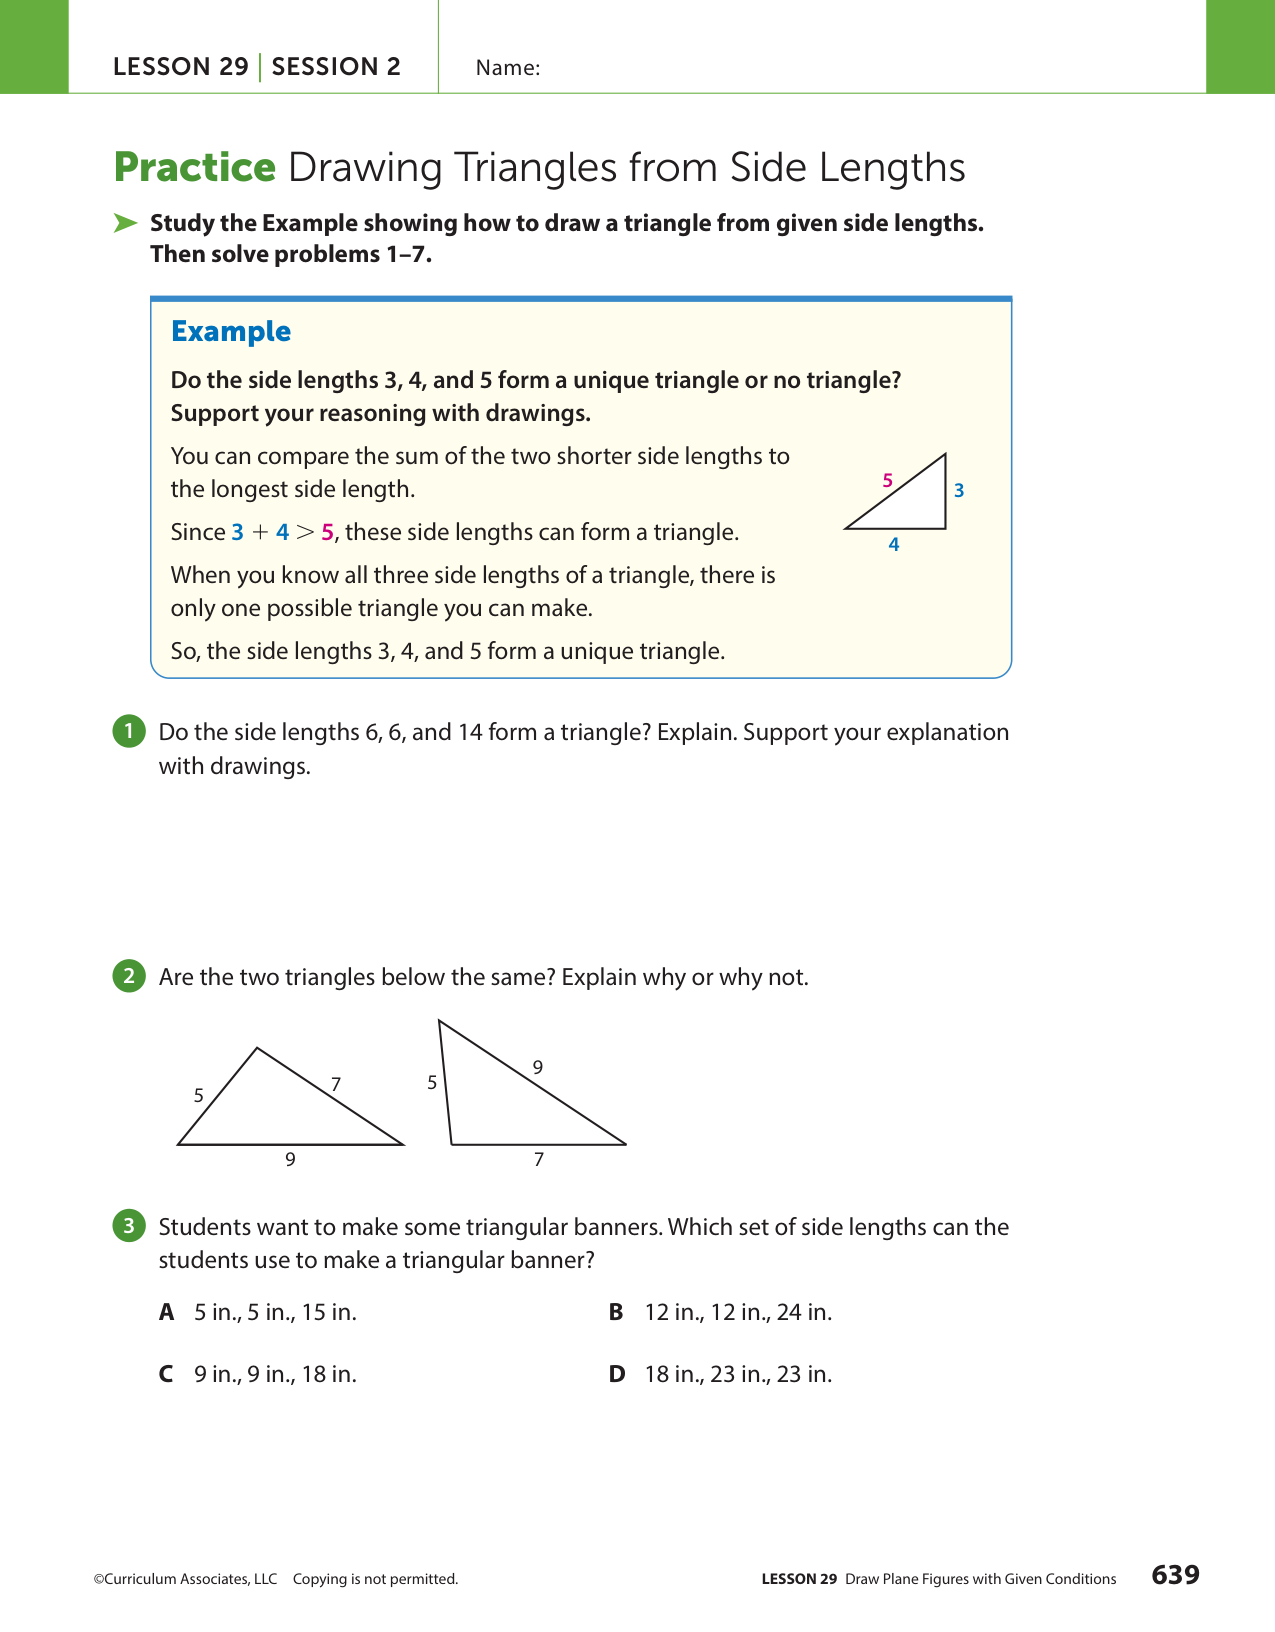 LESSON 29 | SESSION 2
Name:
Practice Drawing Triangles from Side Lengths
➤ Study the Example showing how to draw a triangle from given side lengths.
Then solve problems 1–7.
Example
Do the side lengths 3, 4, and 5 form a unique triangle or no triangle?
Support your reasoning with drawings.
You can compare the sum of the two shorter side lengths to
the longest side length.
Since 3 + 4 > 5, these side lengths can form a triangle.
When you know all three side lengths of a triangle, there is
only one possible triangle you can make.
So, the side lengths 3, 4, and 5 form a unique triangle.
5
3
4
1 Do the side lengths 6, 6, and 14 form a triangle? Explain. Support your explanation
with drawings.
2 Are the two triangles below the same? Explain why or why not.
5
7
9
5
9
7
3 Students want to make some triangular banners. Which set of side lengths can the
students use to make a triangular banner?
A 5 in., 5 in., 15 in.
B 12 in., 12 in., 24 in.
C 9 in., 9 in., 18 in.
D 18 in., 23 in., 23 in.
©Curriculum Associates, LLC Copying is not permitted.
LESSON 29 Draw Plane Figures with Given Conditions
639